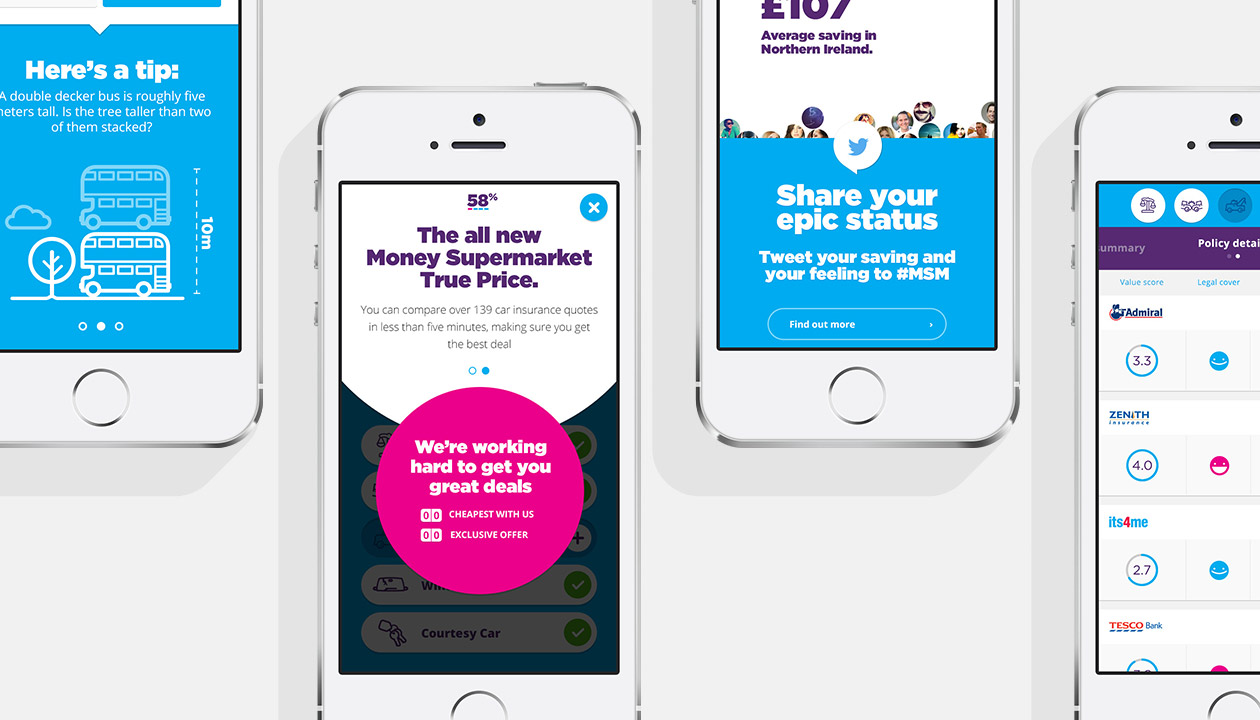 Here's a tip:
A double decker bus is roughly five
meters tall. Is the tree taller than two
of them stacked?
10m
58%
The all new
Money Supermarket
True Price.
You can compare over 139 car insurance quotes
in less than five minutes, making sure you get
the best deal
We're working
hard to get you
great deals
00 CHEAPEST WITH US
00 EXCLUSIVE OFFER
Courtesy Car
£107
Average saving in
Northern Ireland.
Share your
epic status
Tweet your saving and
your feeling to #MSM
Find out more
ummary
Policy detai
Value score
Legal cover
Admiral
3.3
ZENITH
insurance
4.0
its4me
2.7
TESCO Bank